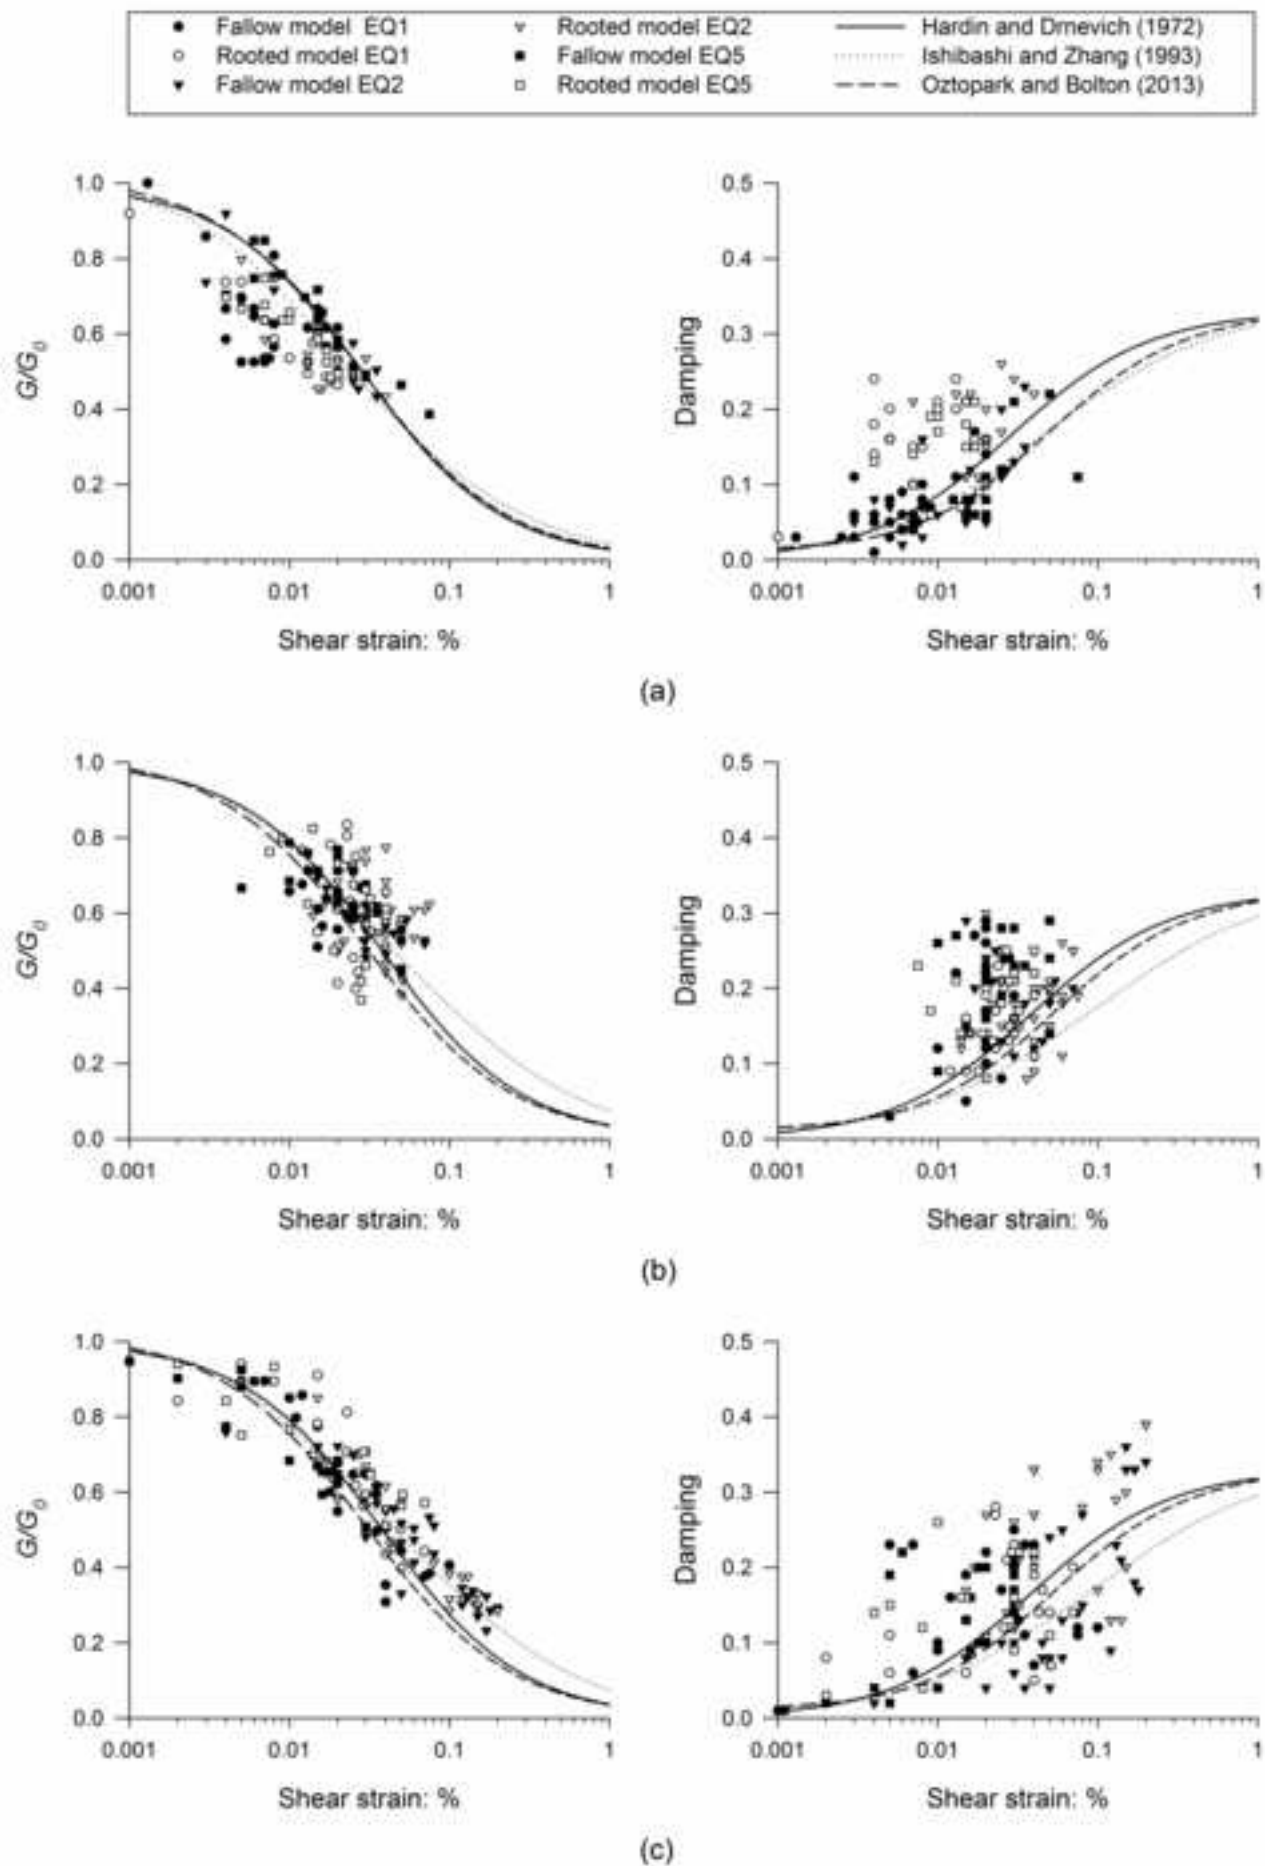 Fallow model EQ1
Rooted model EQ1
Fallow model EQ2
Rooted model EQ2
Fallow model EQ5
Rooted model EQ5
Hardin and Drnevich (1972)
Ishibashi and Zhang (1993)
Oztopark and Bolton (2013)
1.0
0.8
0.6
0.4
0.2
0.0
G/G0
0.001
0.01
0.1
1
Shear strain: %
0.5
0.4
0.3
0.2
0.1
0.0
Damping
0.001
0.01
0.1
1
Shear strain: %
(a)
1.0
0.8
0.6
0.4
0.2
0.0
G/G0
0.001
0.01
0.1
1
Shear strain: %
0.5
0.4
0.3
0.2
0.1
0.0
Damping
0.001
0.01
0.1
1
Shear strain: %
(b)
1.0
0.8
0.6
0.4
0.2
0.0
G/G0
0.001
0.01
0.1
1
Shear strain: %
0.5
0.4
0.3
0.2
0.1
0.0
Damping
0.001
0.01
0.1
1
Shear strain: %
(c)